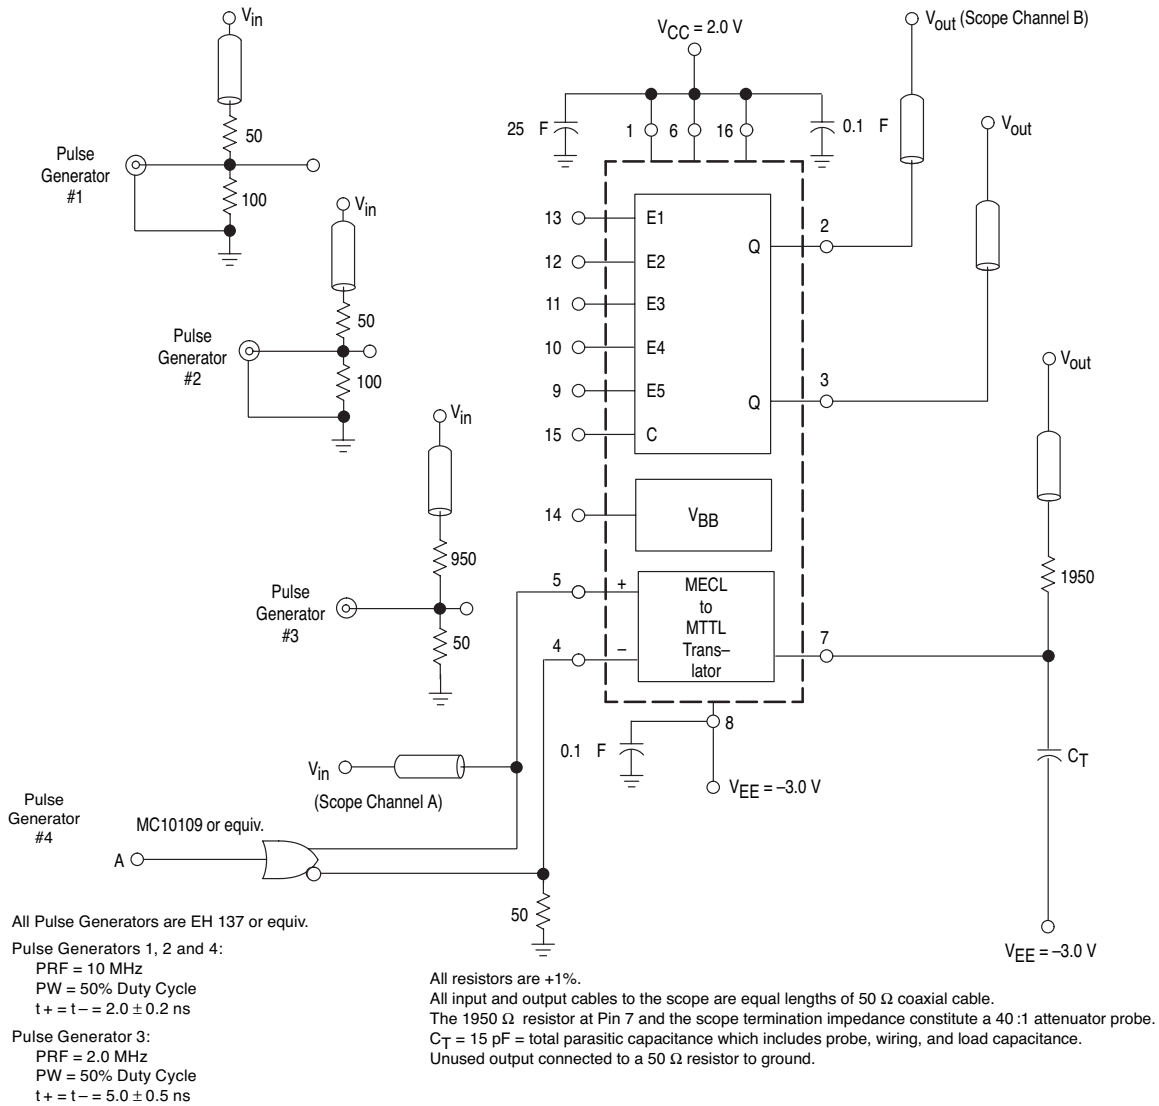 Vin
50
Pulse
Generator
#1
100
Vin
50
Pulse
Generator
#2
100
Vin
950
Pulse
Generator
#3
50
VCC = 2.0 V
25 F
1
6
16
0.1 F
Vout (Scope Channel B)
Vout
13
E1
12
E2
11
E3
10
E4
9
E5
15
C
Q
2
Q
3
14
VBB
5
+
4
–
MECL
to
MTTL
Trans–
lator
7
Vout
1950
CT
VEE = –3.0 V
8
0.1 F
VEE = –3.0 V
Vin
(Scope Channel A)
Pulse
Generator
#4
MC10109 or equiv.
A
50
All Pulse Generators are EH 137 or equiv.
Pulse Generators 1, 2 and 4:
PRF = 10 MHz
PW = 50% Duty Cycle
t + = t – = 2.0 ± 0.2 ns
Pulse Generator 3:
PRF = 2.0 MHz
PW = 50% Duty Cycle
t + = t – = 5.0 ± 0.5 ns
All resistors are +1%.
All input and output cables to the scope are equal lengths of 50 Ω coaxial cable.
The 1950 Ω resistor at Pin 7 and the scope termination impedance constitute a 40 :1 attenuator probe.
CT = 15 pF = total parasitic capacitance which includes probe, wiring, and load capacitance.
Unused output connected to a 50 Ω resistor to ground.